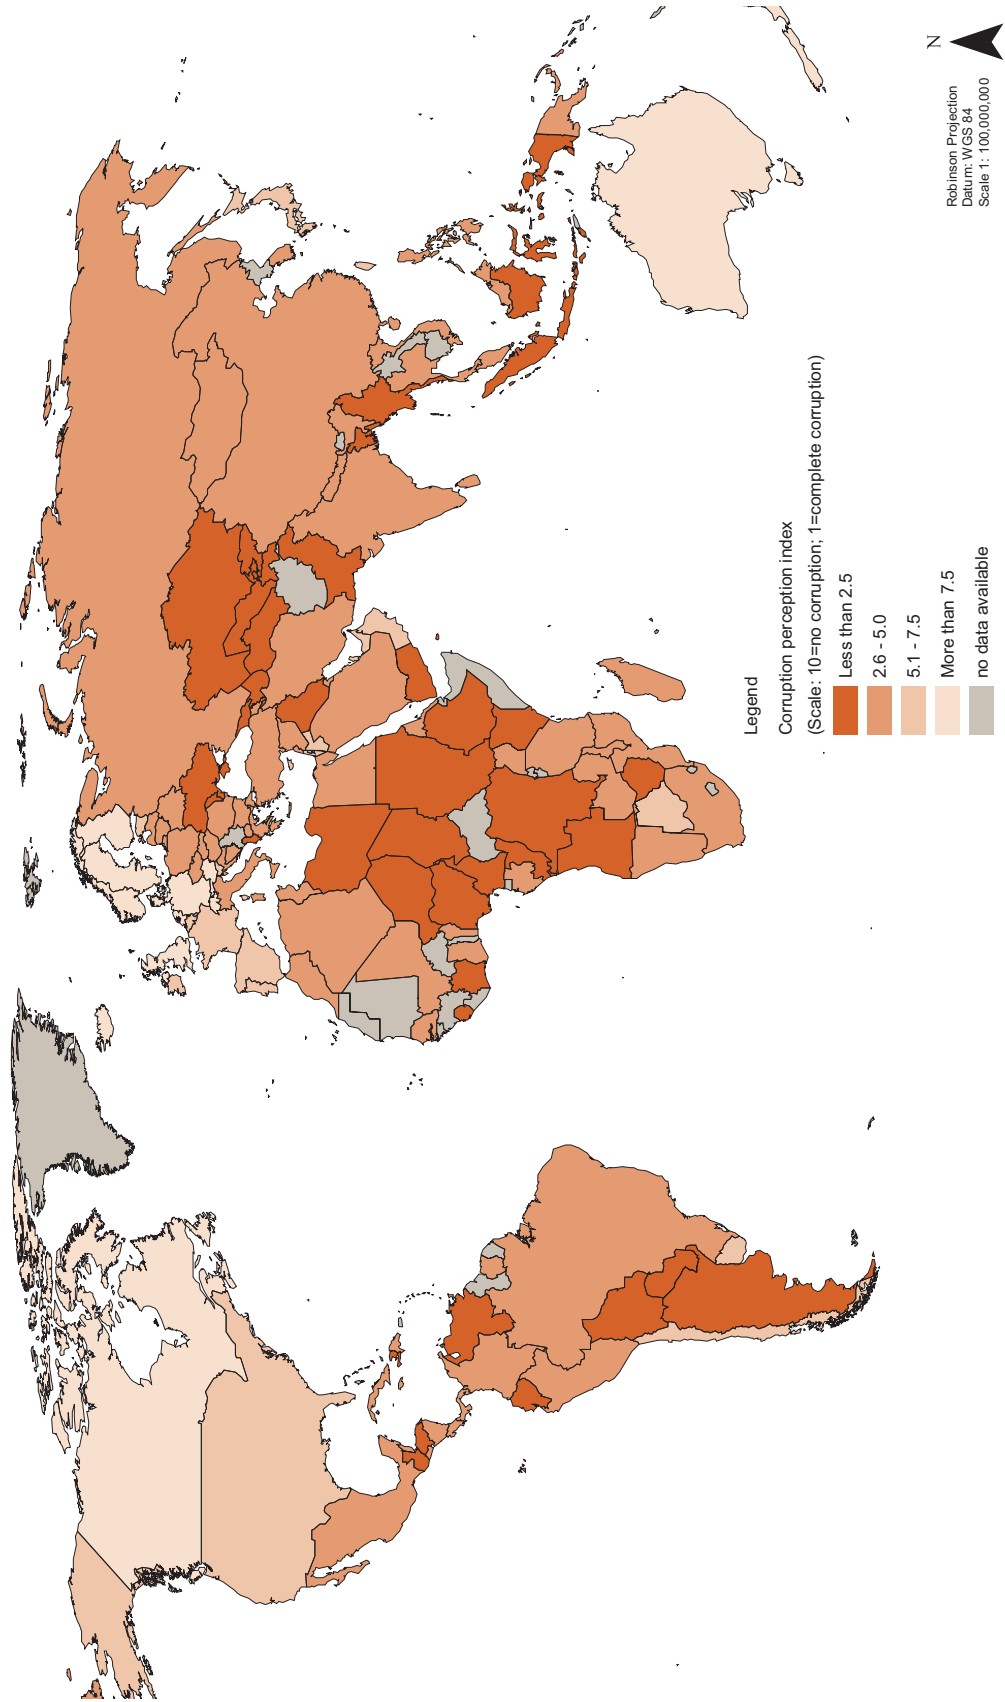 Legend
Corruption perception index
(Scale: 10=no corruption; 1=complete corruption)
Less than 2.5
2.6 - 5.0
5.1 - 7.5
More than 7.5
no data available
N
Robinson Projection
Datum: WGS 84
Scale 1: 100,000,000